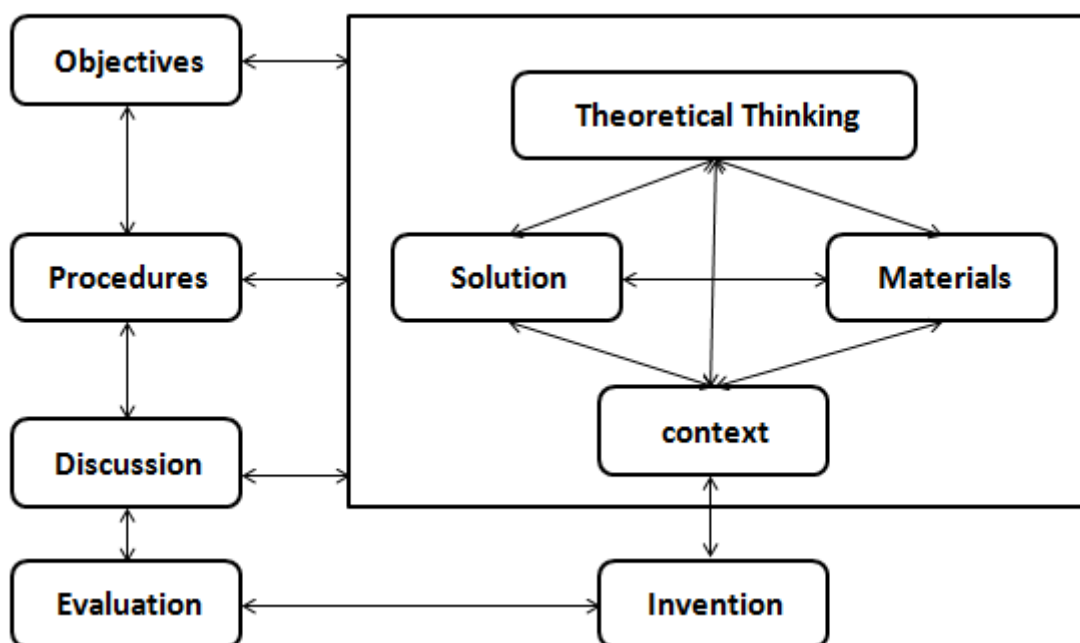 Objectives
Theoretical Thinking
Procedures
Solution
Materials
context
Discussion
Evaluation
Invention